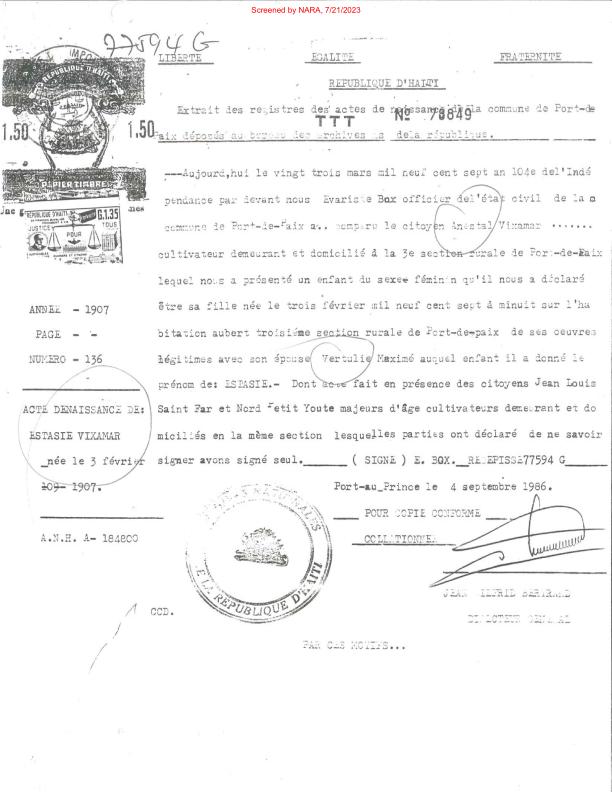 Screened by NARA, 7/21/2023
77594 G
LIBERTE EGALITE FRATERNITE
REPUBLIQUE D'HAITI
REPUBLIQUE D'HAITI
Extrait des registres des actes de naissance de la commune de Port-de
TTT No 78649
Paix déposés au bureau des archives dela république.
1.50 1.50
PAPIER TIMBRE
---Aujourd,hui le vingt trois mars mil neuf cent sept an 104e del'Indé
pendance par devant nous Evariste Box officier del'état civil de la
commune de Port-de-Paix a.. comparu le citoyen Anestal Vixamar .......
REPUBLIQUE D'HAITI G.1.35
JUSTICE POUR TOUS
cultivateur demeurant et domicilié à la 3e section rurale de Port-de-Paix
lequel nous a présenté un enfant du sexe féminin qu'il nous a déclaré
être sa fille née le trois février mil neuf cent sept à minuit sur l'ha
bitation aubert troisième section rurale de Port-de-paix de ses oeuvres
légitimes avec son épouse Vertulie Maximé auquel enfant il a donné le
prénom de: ESTASIE.- Dont acte fait en présence des citoyens Jean Louis
Saint Far et Nord Petit Youte majeurs d'âge cultivateurs demeurant et do
miciliés en la même section lesquelles parties ont déclaré de ne savoir
signer avons signé seul.______ ( SIGNE ) E. BOX.__RECEPISSE77594 G
ANNEE - 1907
PAGE - -
NUMERO - 136
ACTE DENAISSANCE DE:
ESTASIE VIXAMAR
_née le 3 février
109- 1907.
A.N.H. A- 184800
Port-au_Prince le 4 septembre 1986.
POUR COPIE CONFORME
COLLATIONNEE
ARCHIVES NATIONALES
DE LA REPUBLIQUE D'HAITI
JEAN WILFRID BERTRAND
DIRECTEUR GENERAL
CCD.
PAR CES MOTIFS...